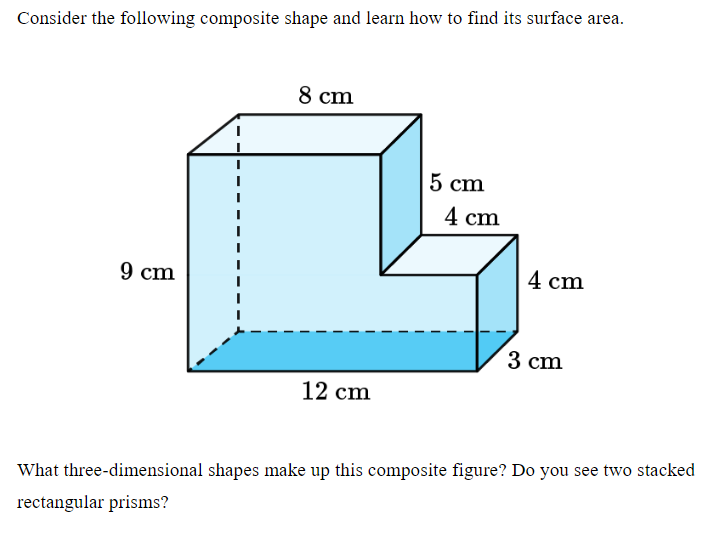 Consider the following composite shape and learn how to find its surface area.
8 cm
5 cm
4 cm
9 cm
4 cm
3 cm
12 cm
What three-dimensional shapes make up this composite figure? Do you see two stacked
rectangular prisms?